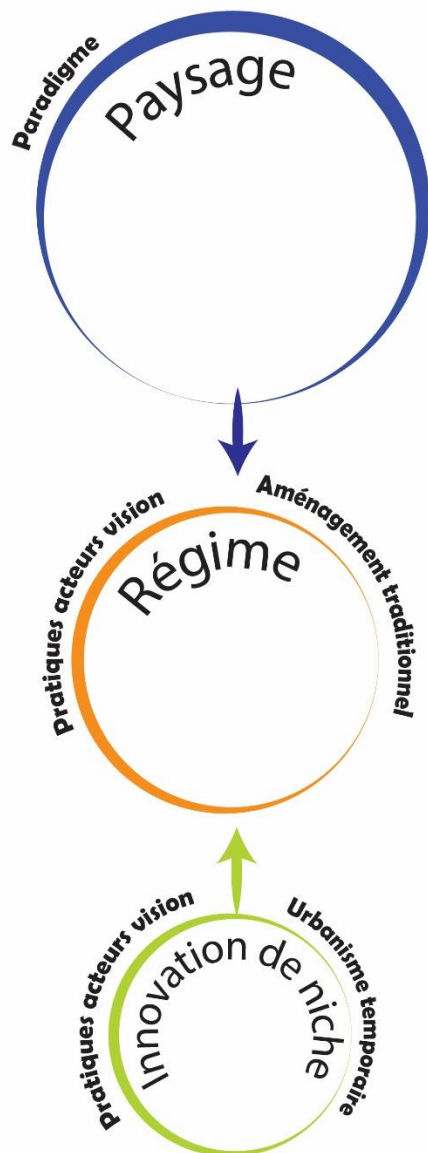 Paradigme
Paysage
Pratiques acteurs vision
Aménagement traditionnel
Régime
Pratiques acteurs vision
Urbanisme temporaire
Innovation de niche